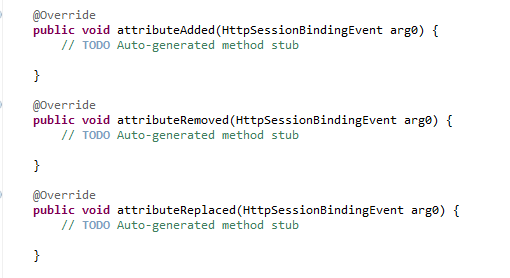 @Override
public void attributeAdded(HttpSessionBindingEvent arg0) {
// TODO Auto-generated method stub
}
@Override
public void attributeRemoved(HttpSessionBindingEvent arg0) {
// TODO Auto-generated method stub
}
@Override
public void attributeReplaced(HttpSessionBindingEvent arg0) {
// TODO Auto-generated method stub
}